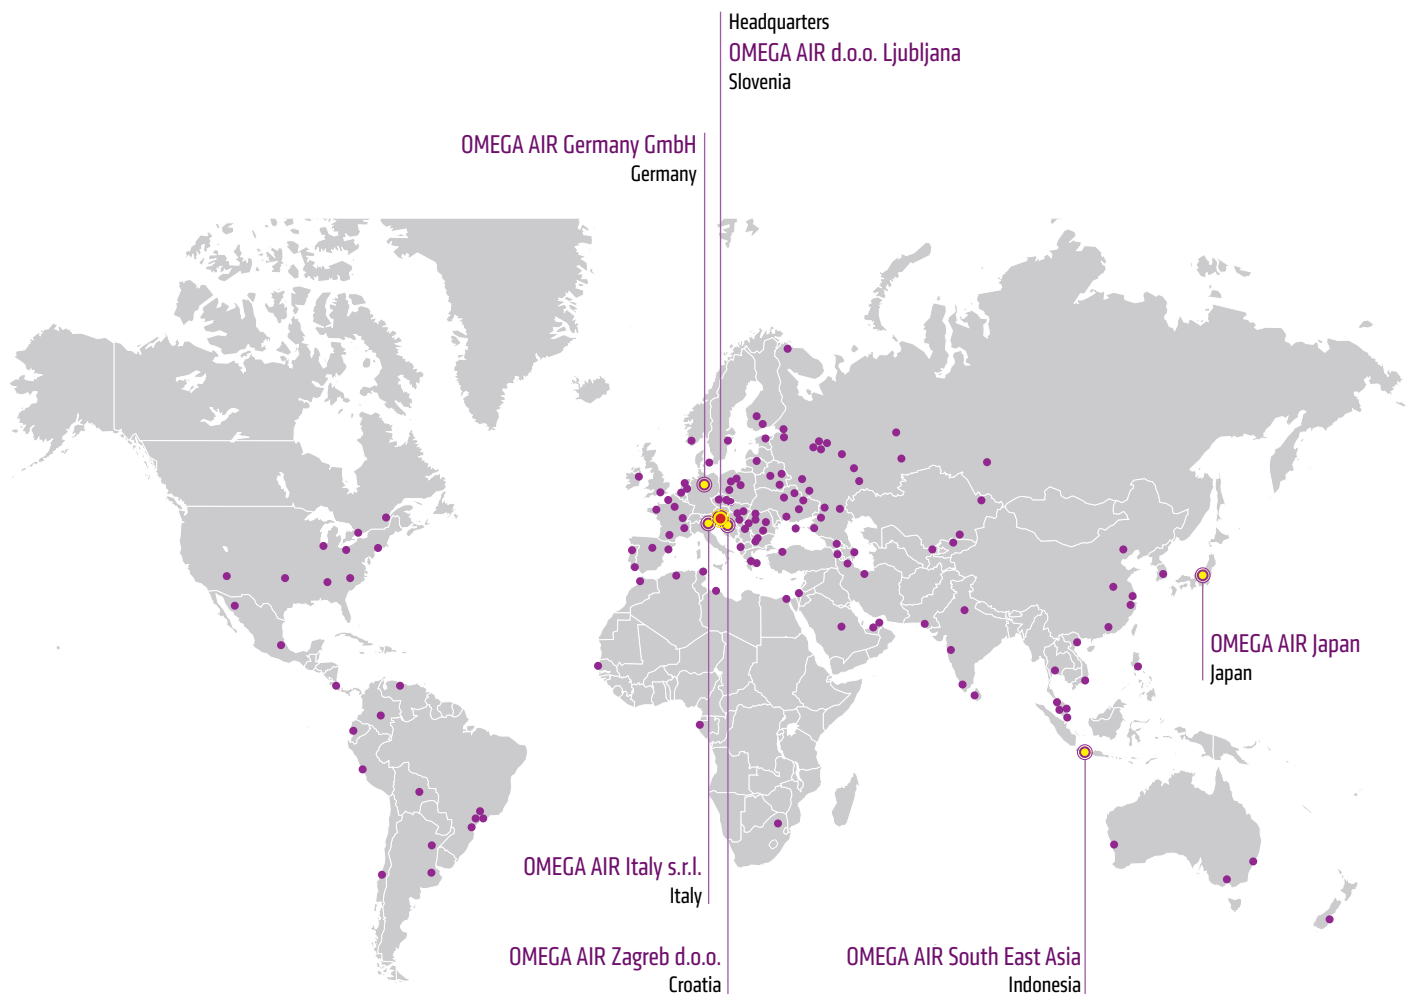 Headquarters
OMEGA AIR d.o.o. Ljubljana
Slovenia
OMEGA AIR Germany GmbH
Germany
OMEGA AIR Japan
Japan
OMEGA AIR Italy s.r.l.
Italy
OMEGA AIR Zagreb d.o.o.
Croatia
OMEGA AIR South East Asia
Indonesia